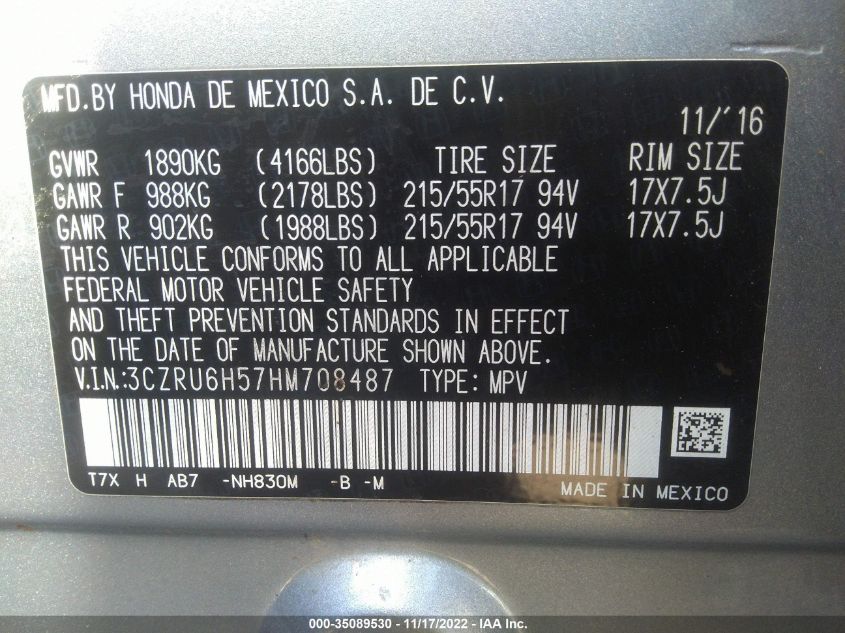 MFD.BY HONDA DE MEXICO S.A. DE C.V.
11/'16
GVWR 1890KG (4166LBS) TIRE SIZE RIM SIZE
GAWR F 988KG (2178LBS) 215/55R17 94V 17X7.5J
GAWR R 902KG (1988LBS) 215/55R17 94V 17X7.5J
THIS VEHICLE CONFORMS TO ALL APPLICABLE
FEDERAL MOTOR VEHICLE SAFETY
AND THEFT PREVENTION STANDARDS IN EFFECT
ON THE DATE OF MANUFACTURE SHOWN ABOVE.
V.I.N.:3CZRU6H57HM708487 TYPE: MPV
T7X H AB7 -NH830M -B -M
MADE IN MEXICO
000-35089530 - 11/17/2022 - IAA Inc.